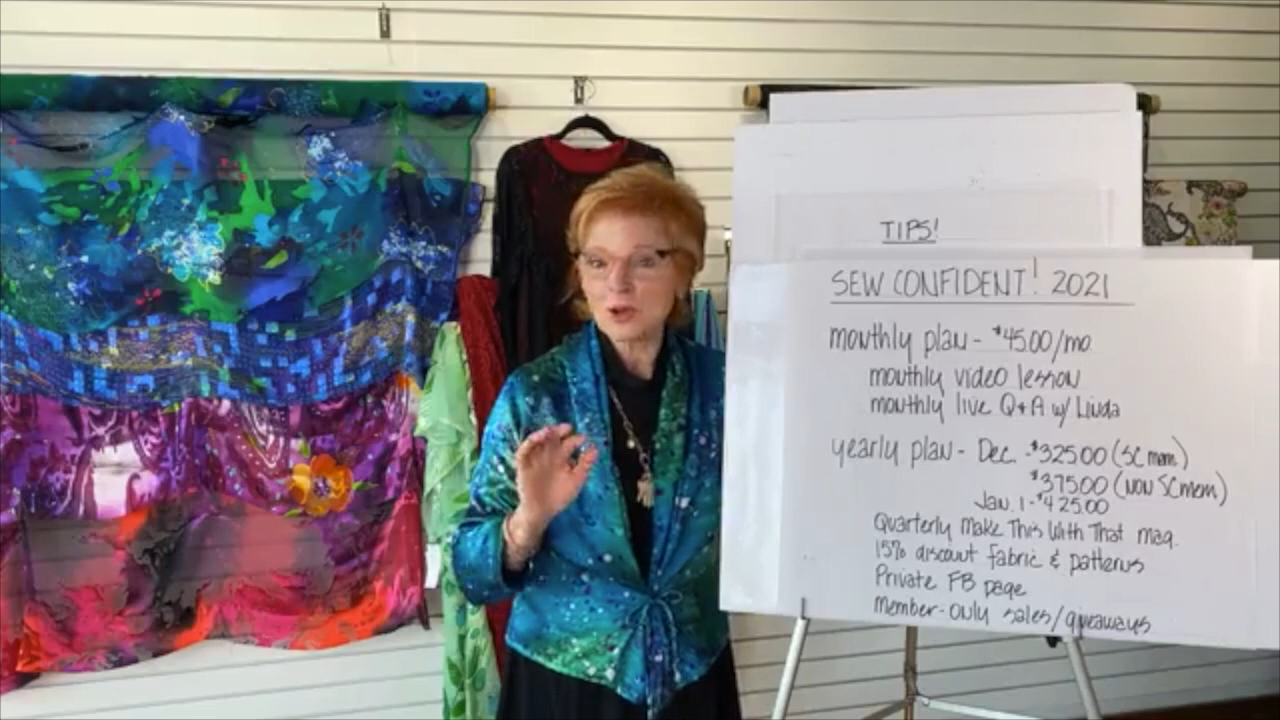 TIPS!
SEW CONFIDENT! 2021
monthly plan - $45.00/mo
monthly video lesson
monthly live Q+A w/ Linda
yearly plan - Dec. - $325.00 (SC mem)
$375.00 (NON SC mem)
Jan. 1 - $425.00
Quarterly Make This With That mag.
15% discount fabric & patterns
Private FB page
Member-only sales/giveaways